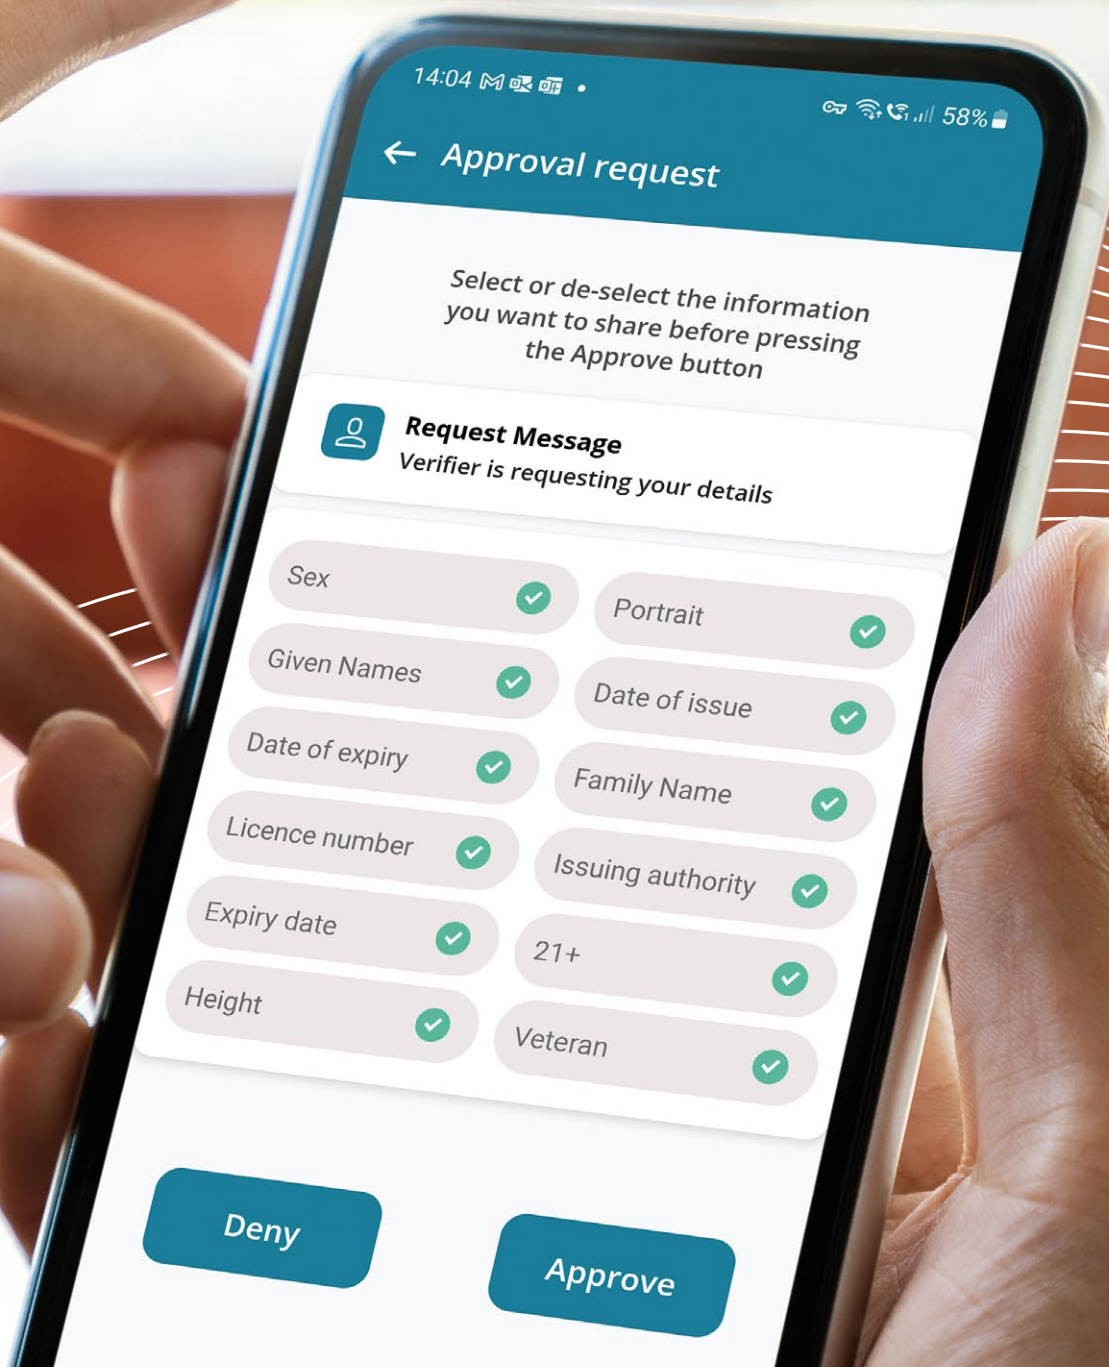 14:04
58%
Approval request
Select or de-select the information
you want to share before pressing
the Approve button
Request Message
Verifier is requesting your details
Sex
Portrait
Given Names
Date of issue
Date of expiry
Family Name
Licence number
Issuing authority
Expiry date
21+
Height
Veteran
Deny
Approve